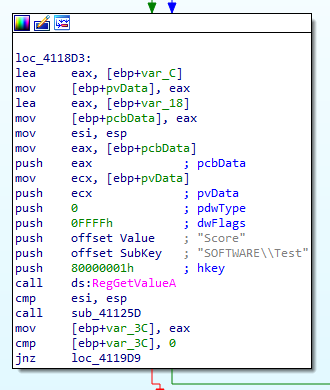 loc_4118D3:
lea eax, [ebp+var_C]
mov [ebp+pvData], eax
lea eax, [ebp+var_18]
mov [ebp+pcbData], eax
mov esi, esp
mov eax, [ebp+pcbData]
push eax ; pcbData
mov ecx, [ebp+pvData]
push ecx ; pvData
push 0 ; pdwType
push 0FFFFh ; dwFlags
push offset Value ; "Score"
push offset SubKey ; "SOFTWARE\\Test"
push 80000001h ; hkey
call ds:RegGetValueA
cmp esi, esp
call sub_41125D
mov [ebp+var_3C], eax
cmp [ebp+var_3C], 0
jnz loc_4119D9